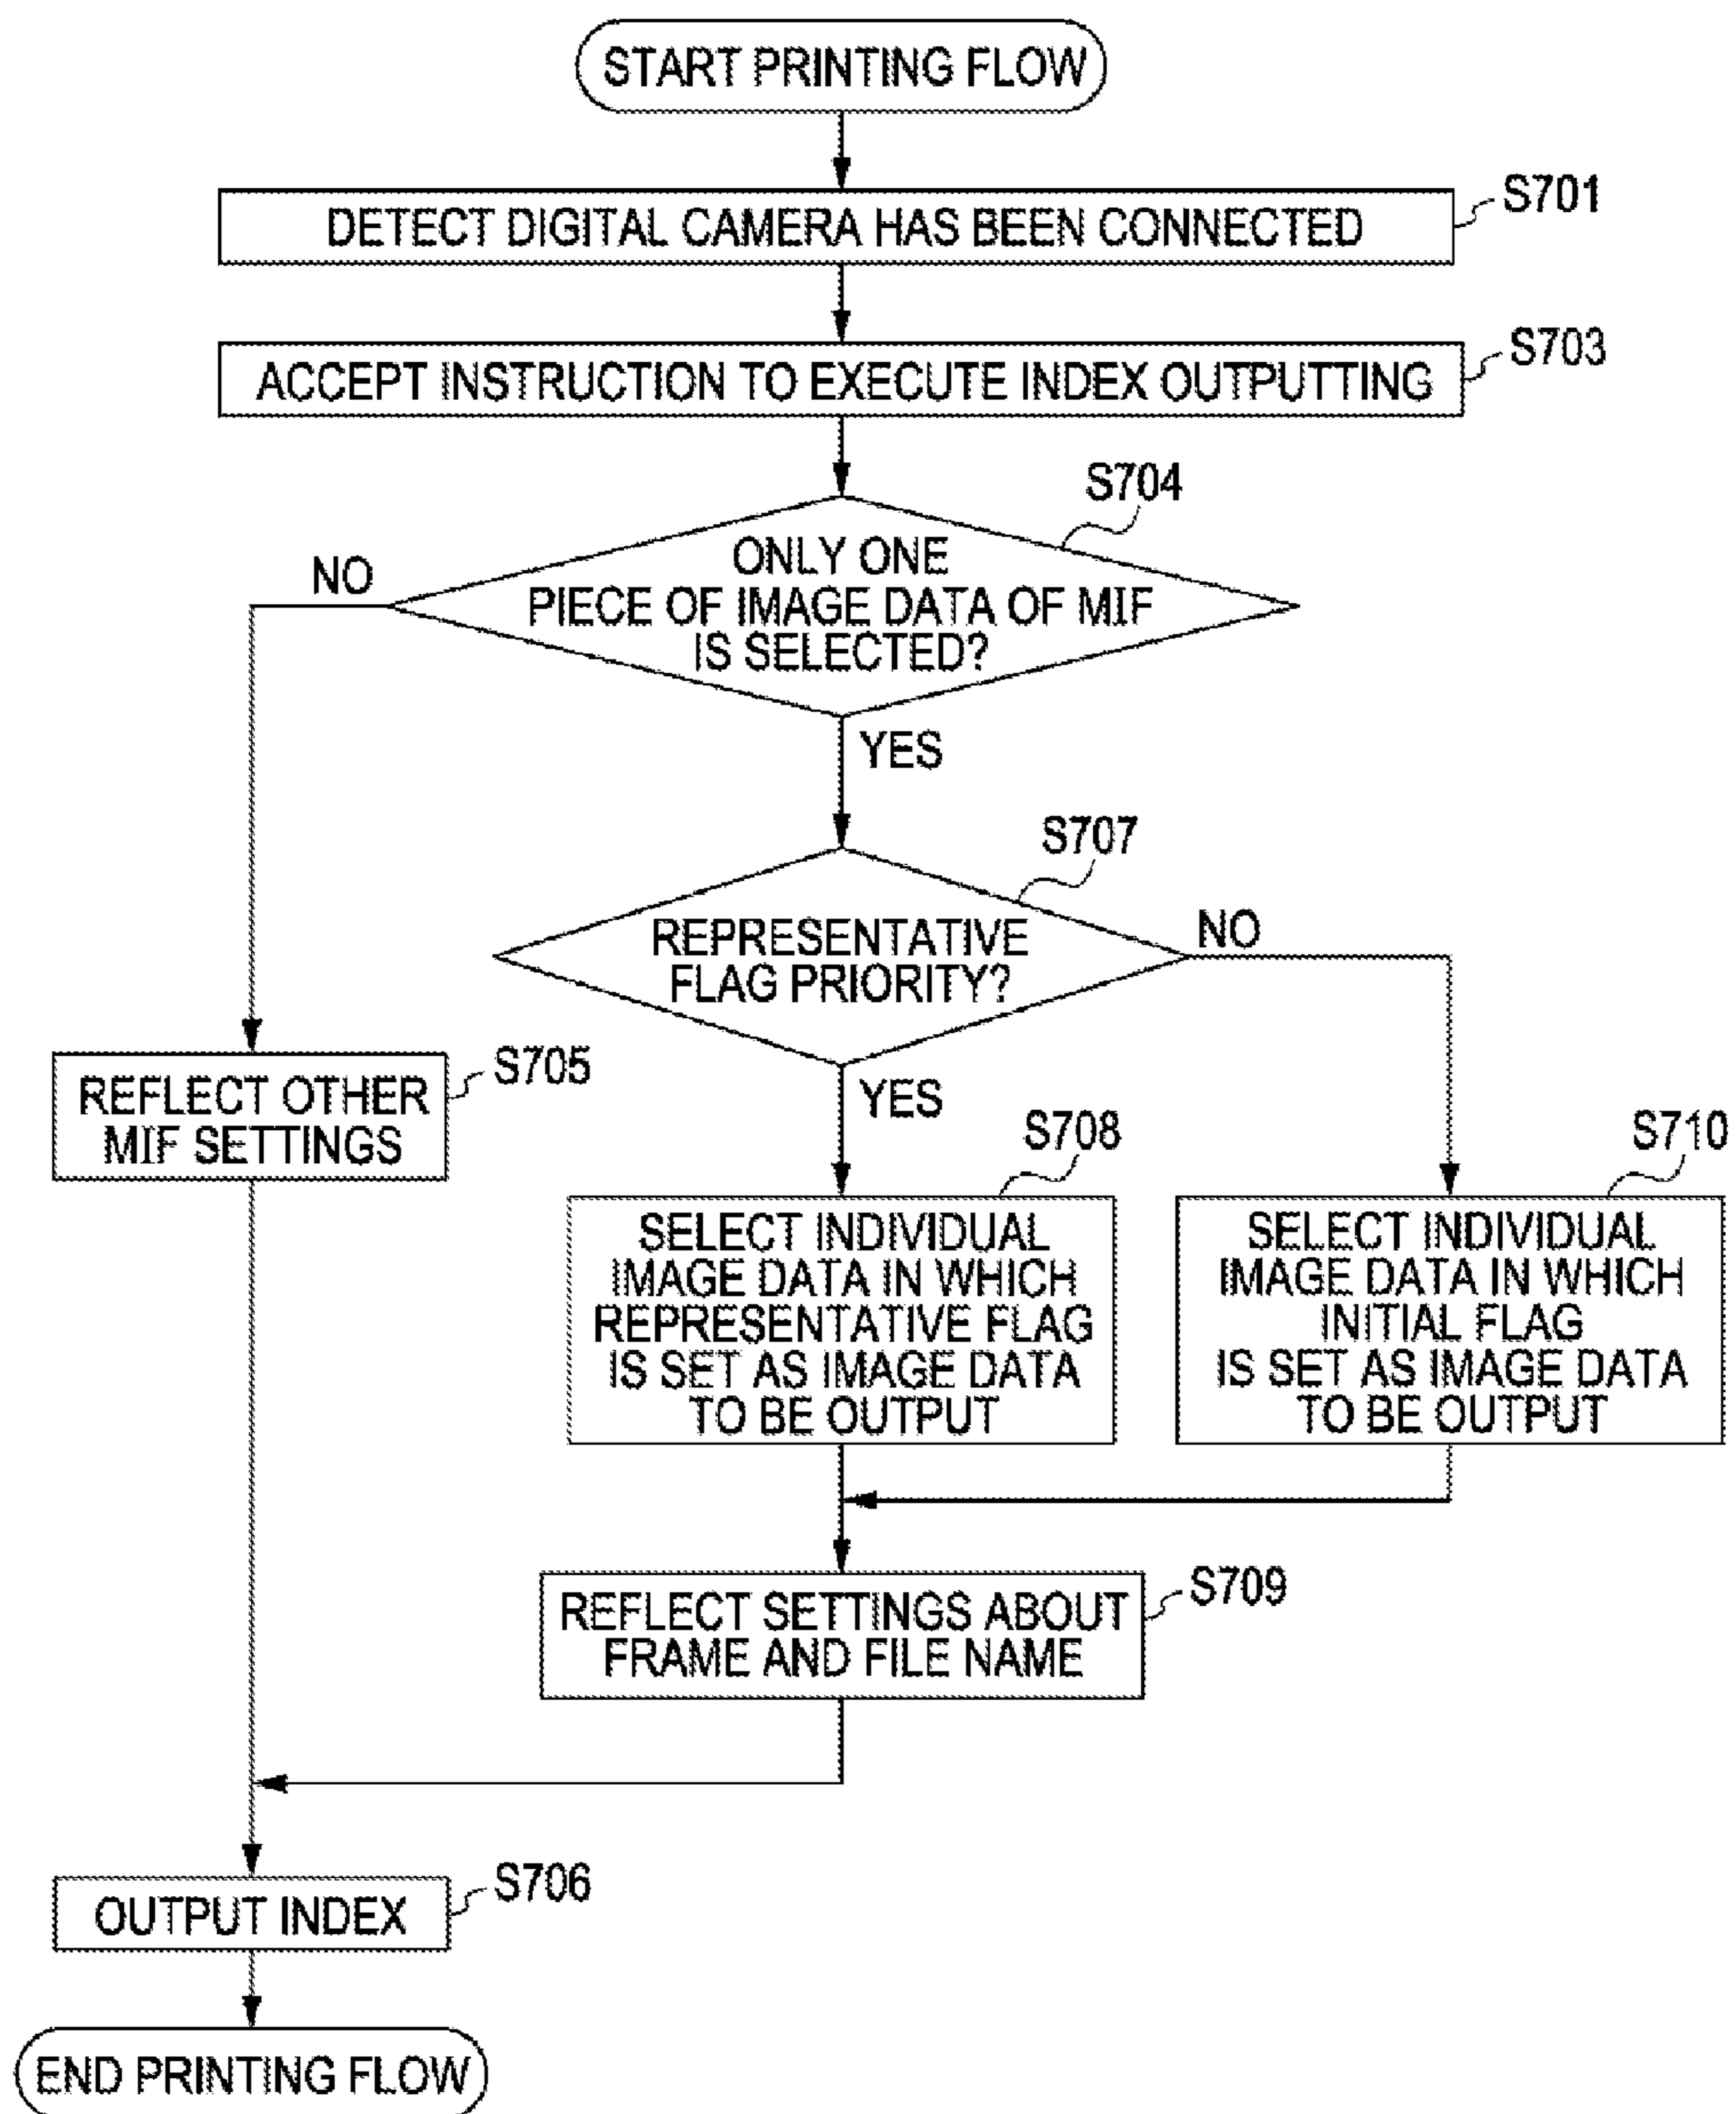 START PRINTING FLOW
S701
DETECT DIGITAL CAMERA HAS BEEN CONNECTED
S703
ACCEPT INSTRUCTION TO EXECUTE INDEX OUTPUTTING
S704
ONLY ONE
PIECE OF IMAGE DATA OF MIF
IS SELECTED?
NO
YES
S707
REPRESENTATIVE
FLAG PRIORITY?
NO
YES
S705
REFLECT OTHER
MIF SETTINGS
S708
SELECT INDIVIDUAL
IMAGE DATA IN WHICH
REPRESENTATIVE FLAG
IS SET AS IMAGE DATA
TO BE OUTPUT
S710
SELECT INDIVIDUAL
IMAGE DATA IN WHICH
INITIAL FLAG
IS SET AS IMAGE DATA
TO BE OUTPUT
S709
REFLECT SETTINGS ABOUT
FRAME AND FILE NAME
S706
OUTPUT INDEX
END PRINTING FLOW